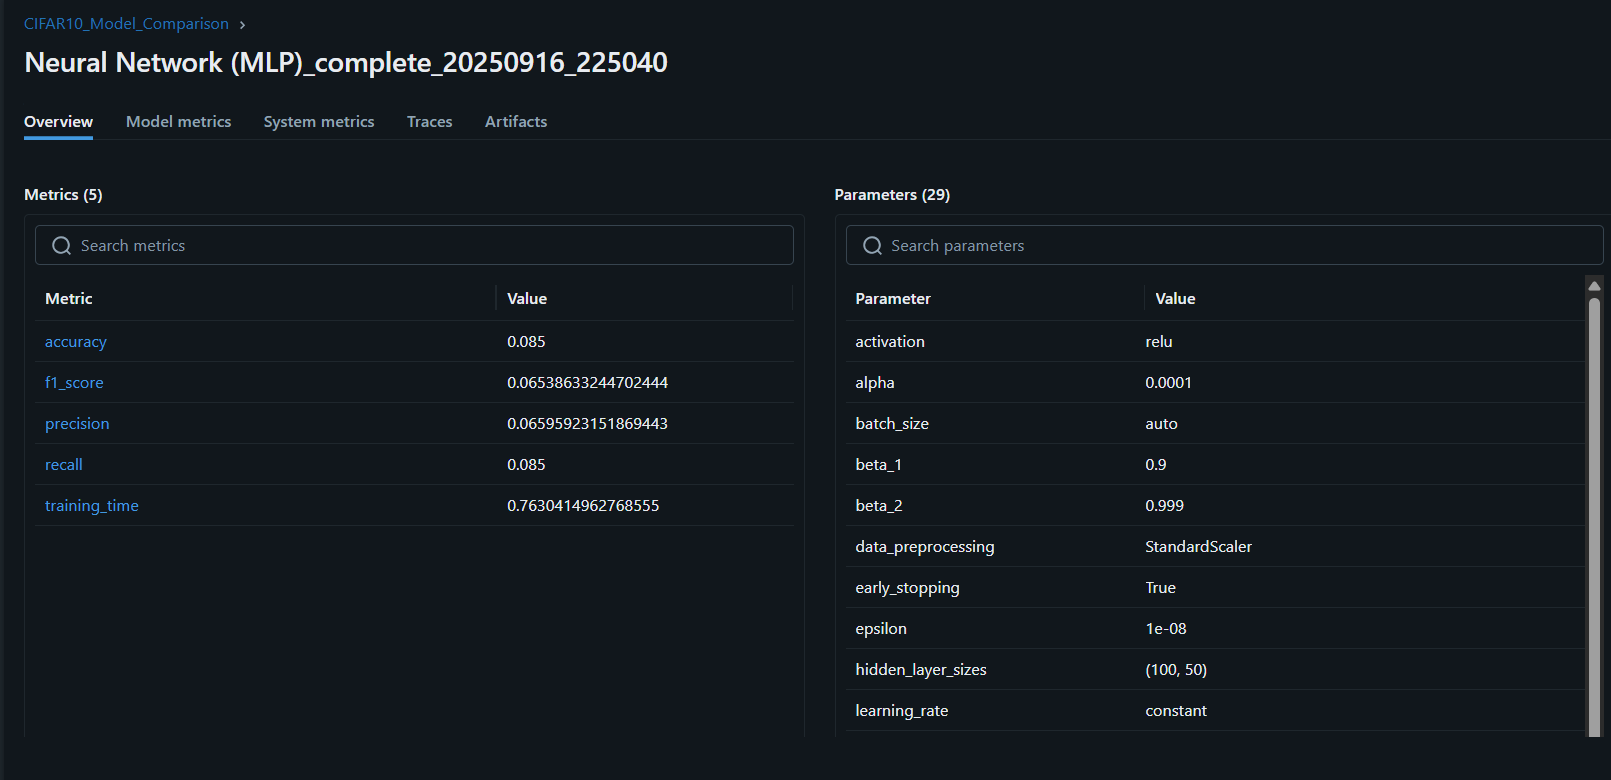 CIFAR10_Model_Comparison ›
Neural Network (MLP)_complete_20250916_225040
Overview Model metrics System metrics Traces Artifacts
Metrics (5)
Search metrics
Metric Value
accuracy 0.085
f1_score 0.06538633244702444
precision 0.06595923151869443
recall 0.085
training_time 0.7630414962768555
Parameters (29)
Search parameters
Parameter Value
activation relu
alpha 0.0001
batch_size auto
beta_1 0.9
beta_2 0.999
data_preprocessing StandardScaler
early_stopping True
epsilon 1e-08
hidden_layer_sizes (100, 50)
learning_rate constant